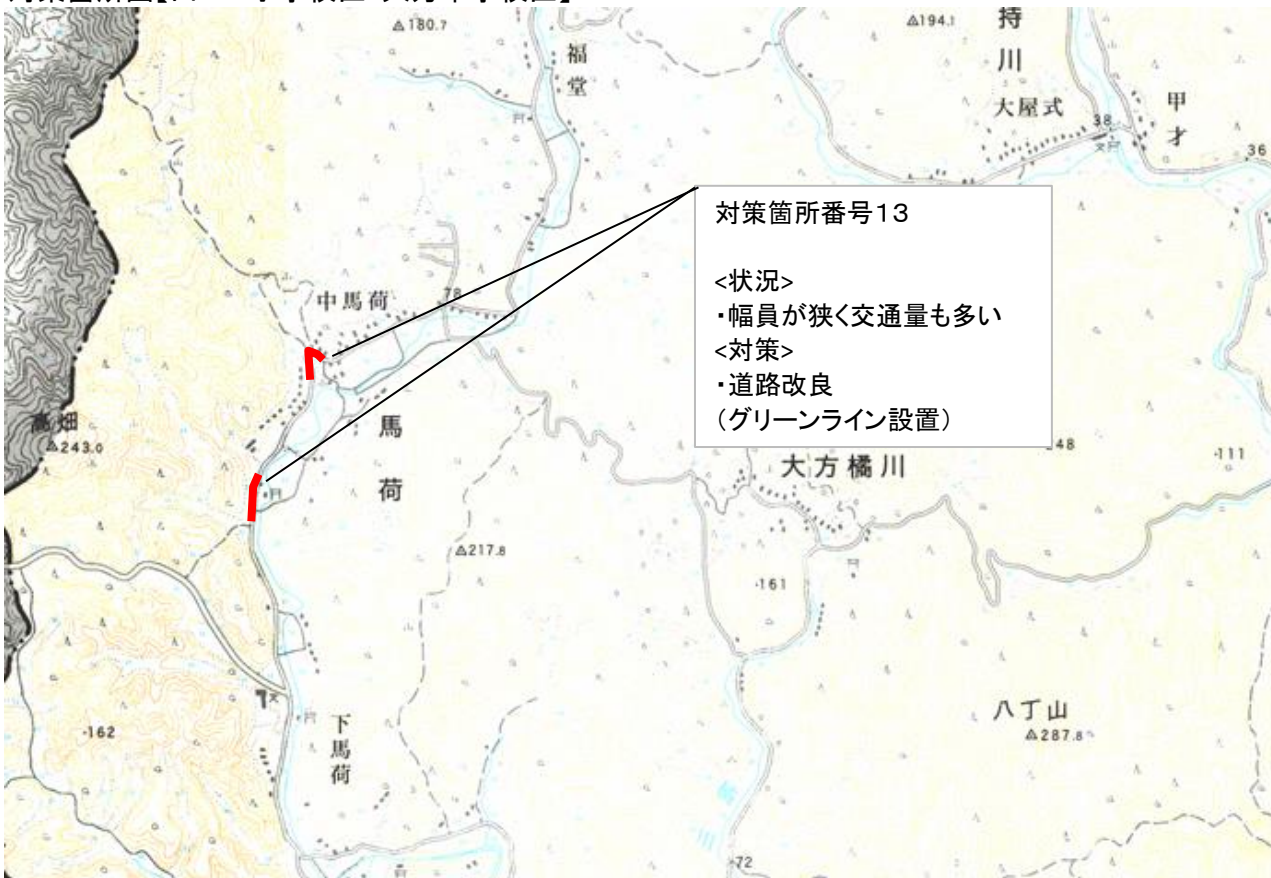 △180.7
福堂
△194.1
持川
大屋式
38
甲才
36
対策箇所番号13
<状況>
・幅員が狭く交通量も多い
<対策>
・道路改良
(グリーンライン設置)
中馬荷
78
高畑
△243.0
馬荷
48
·111
大方橘川
△217.8
·161
·162
下馬荷
八丁山
△287.8
·72